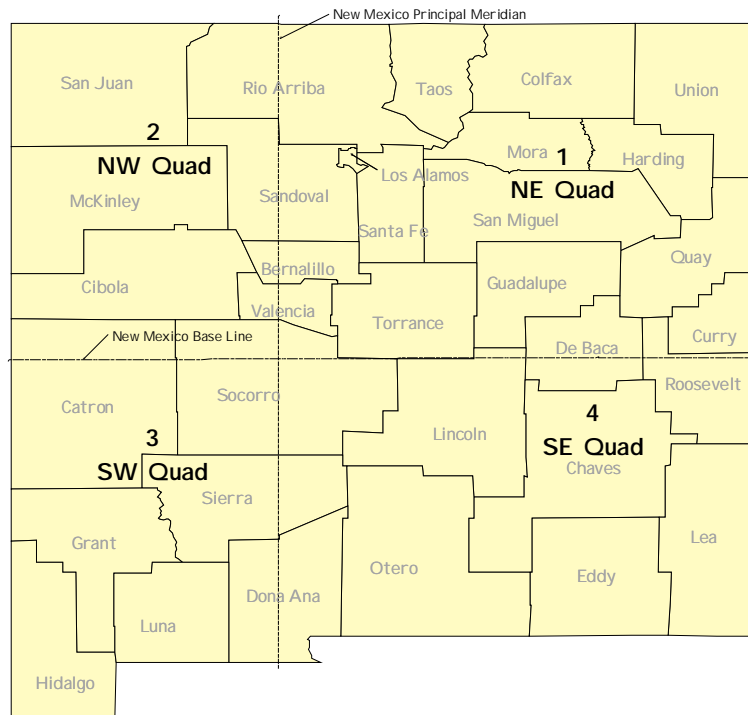 New Mexico Principal Meridian
San Juan
Rio Arriba
Taos
Colfax
Union
2
NW Quad
Mora
1
Harding
NE Quad
McKinley
Sandoval
Los Alamos
Santa Fe
San Miguel
Quay
Cibola
Bernalillo
Guadalupe
Valencia
Torrance
New Mexico Base Line
De Baca
Curry
Roosevelt
Catron
Socorro
3
SW Quad
Lincoln
4
SE Quad
Chaves
Sierra
Grant
Lea
Otero
Eddy
Dona Ana
Luna
Hidalgo